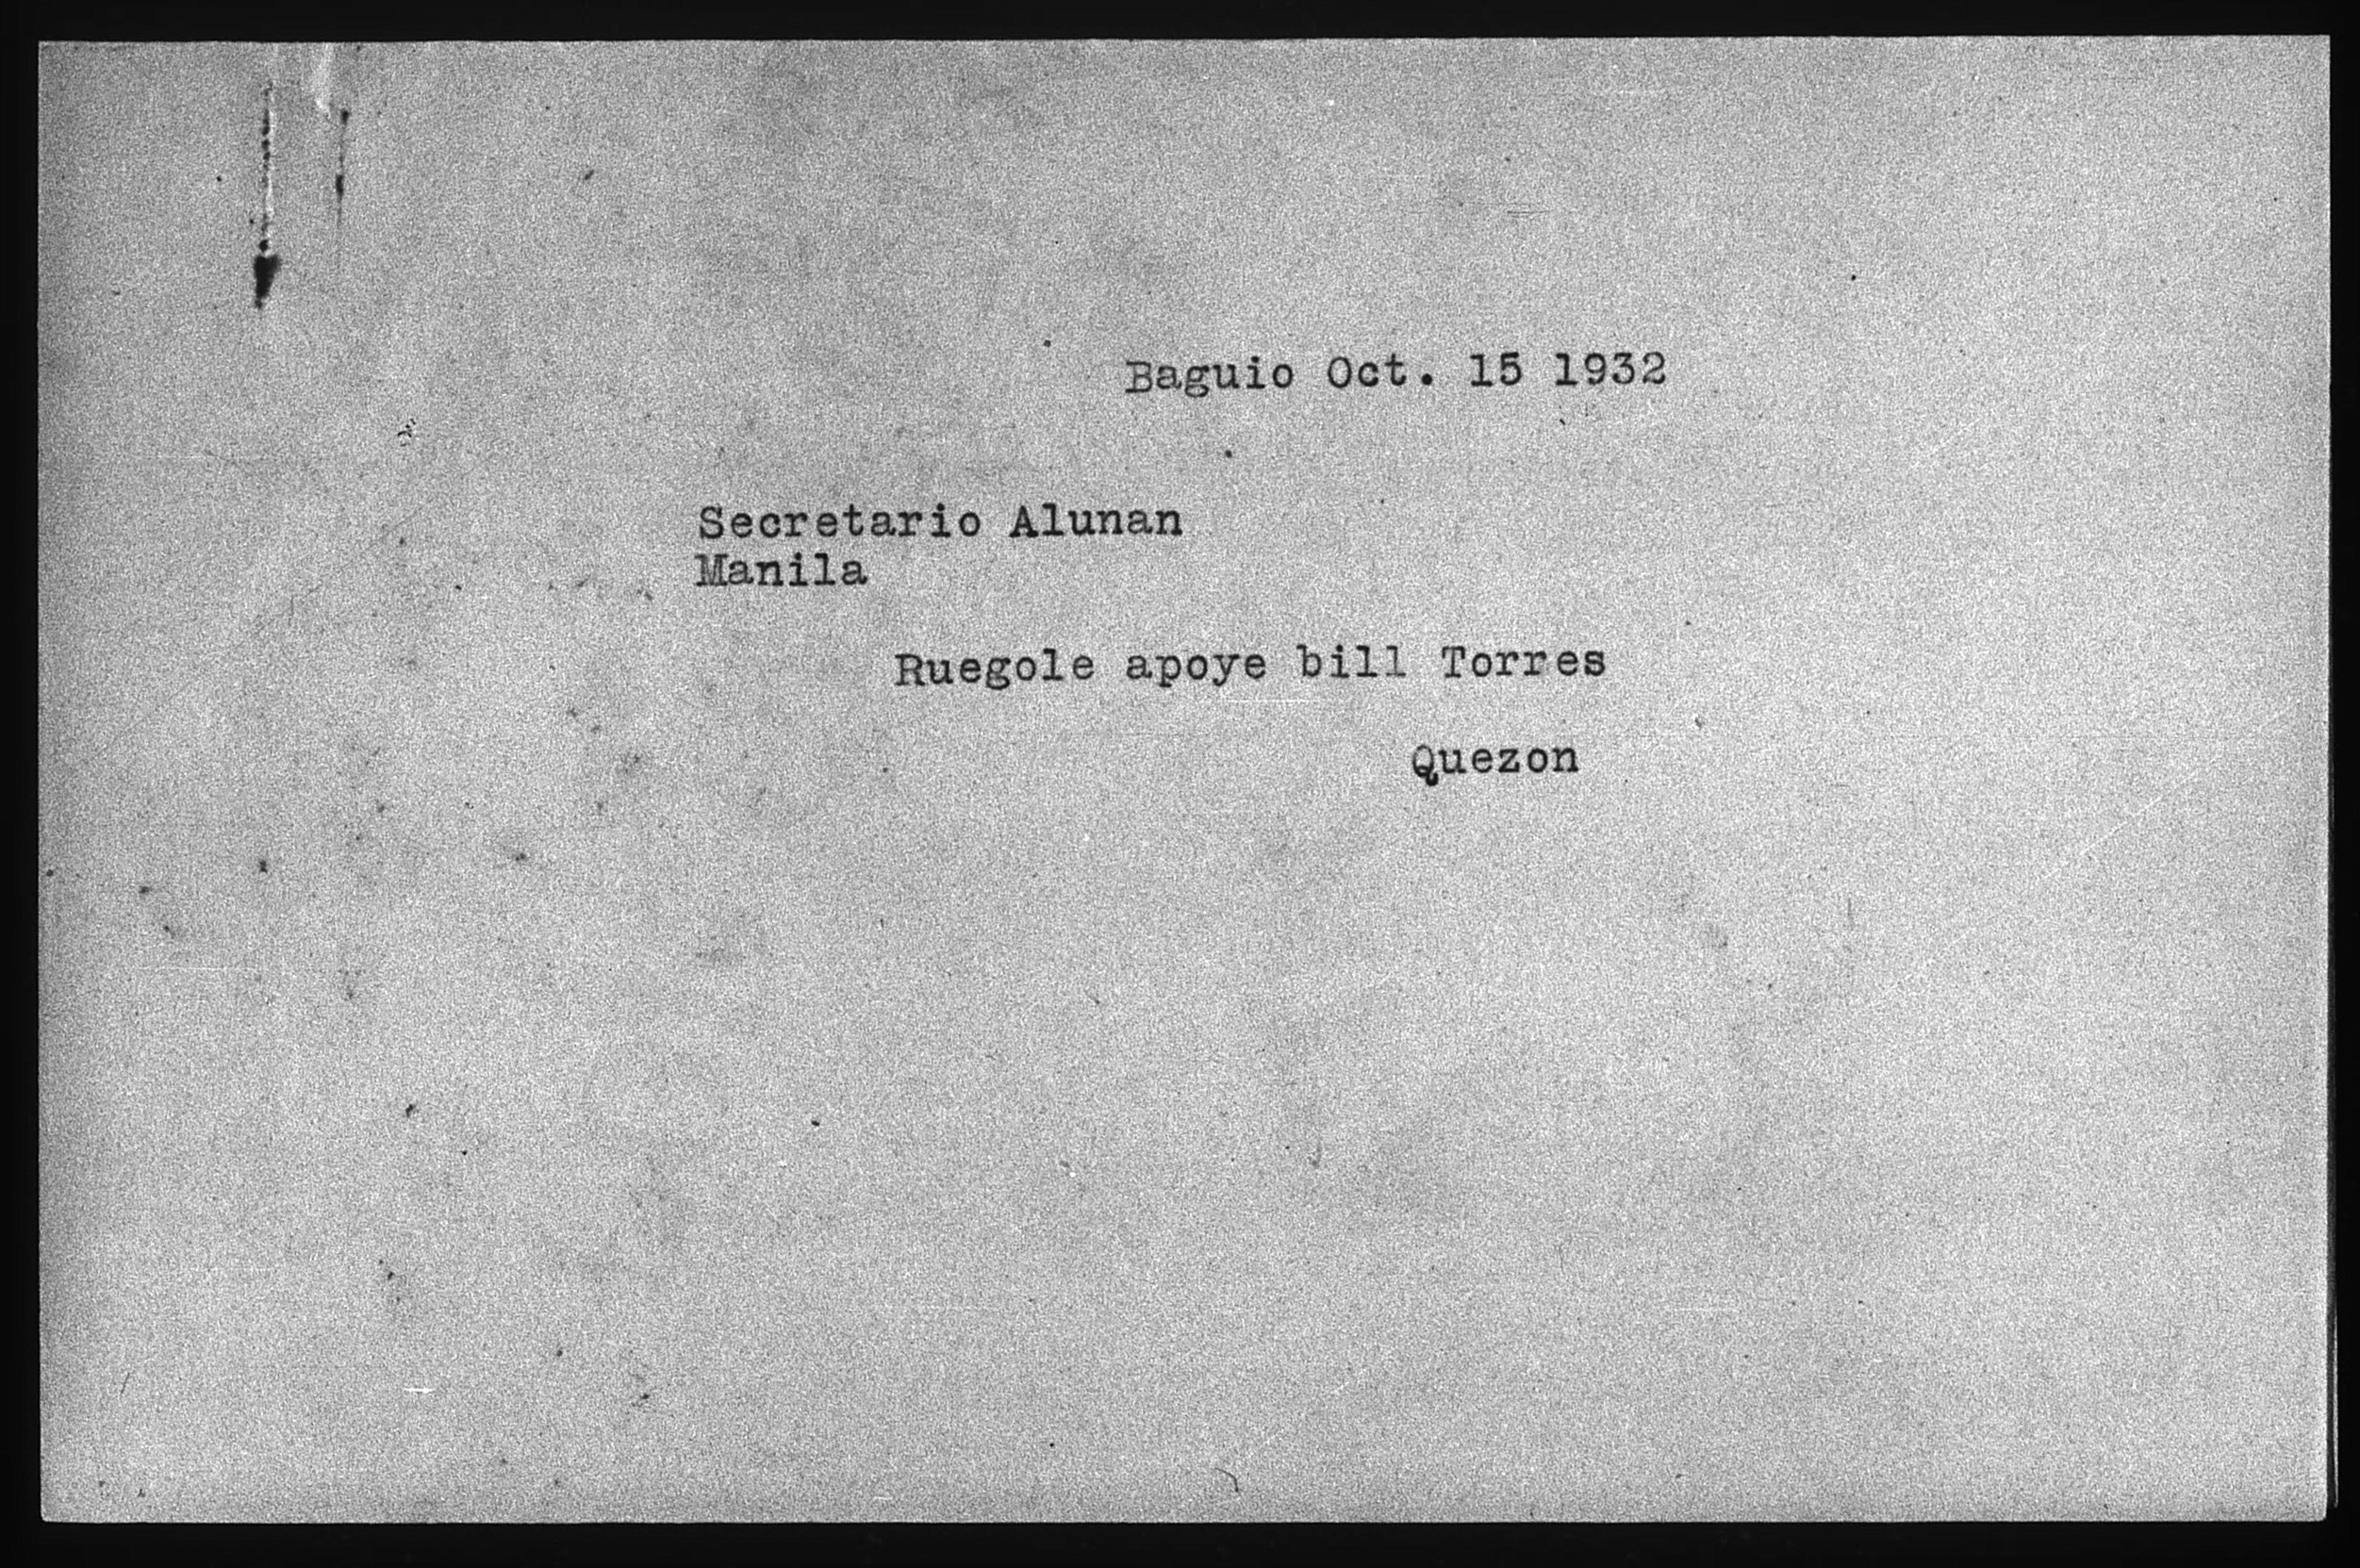 Baguio Oct. 15 1932
Secretario Alunan
Manila
Ruegole apoye bill Torres
Quezon